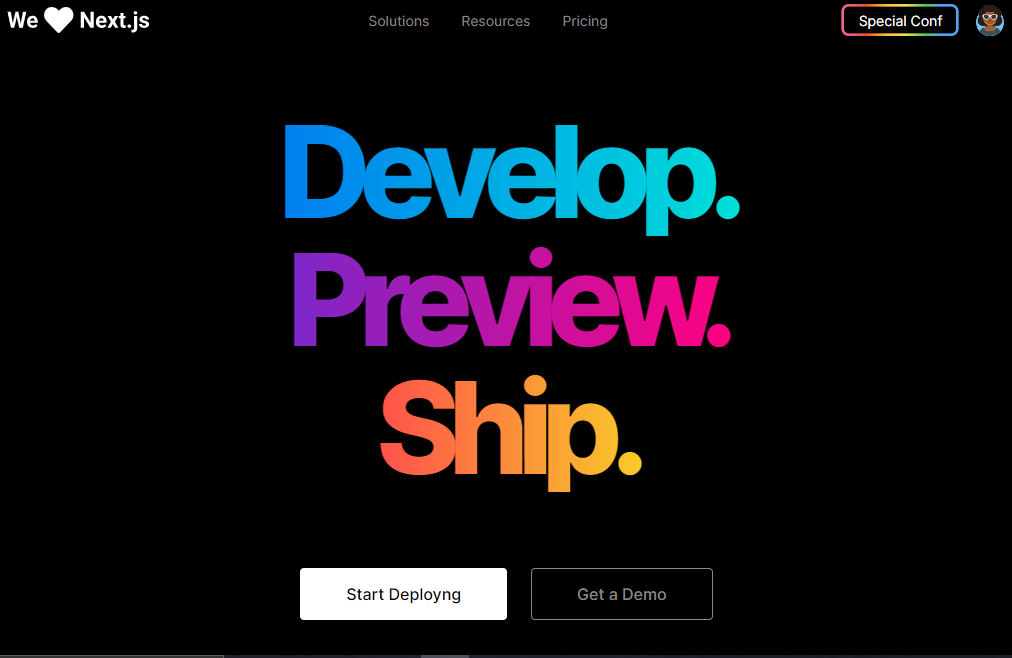 We ♥ Next.js
Solutions Resources Pricing
Special Conf
Develop.
Preview.
Ship.
Start Deployng
Get a Demo